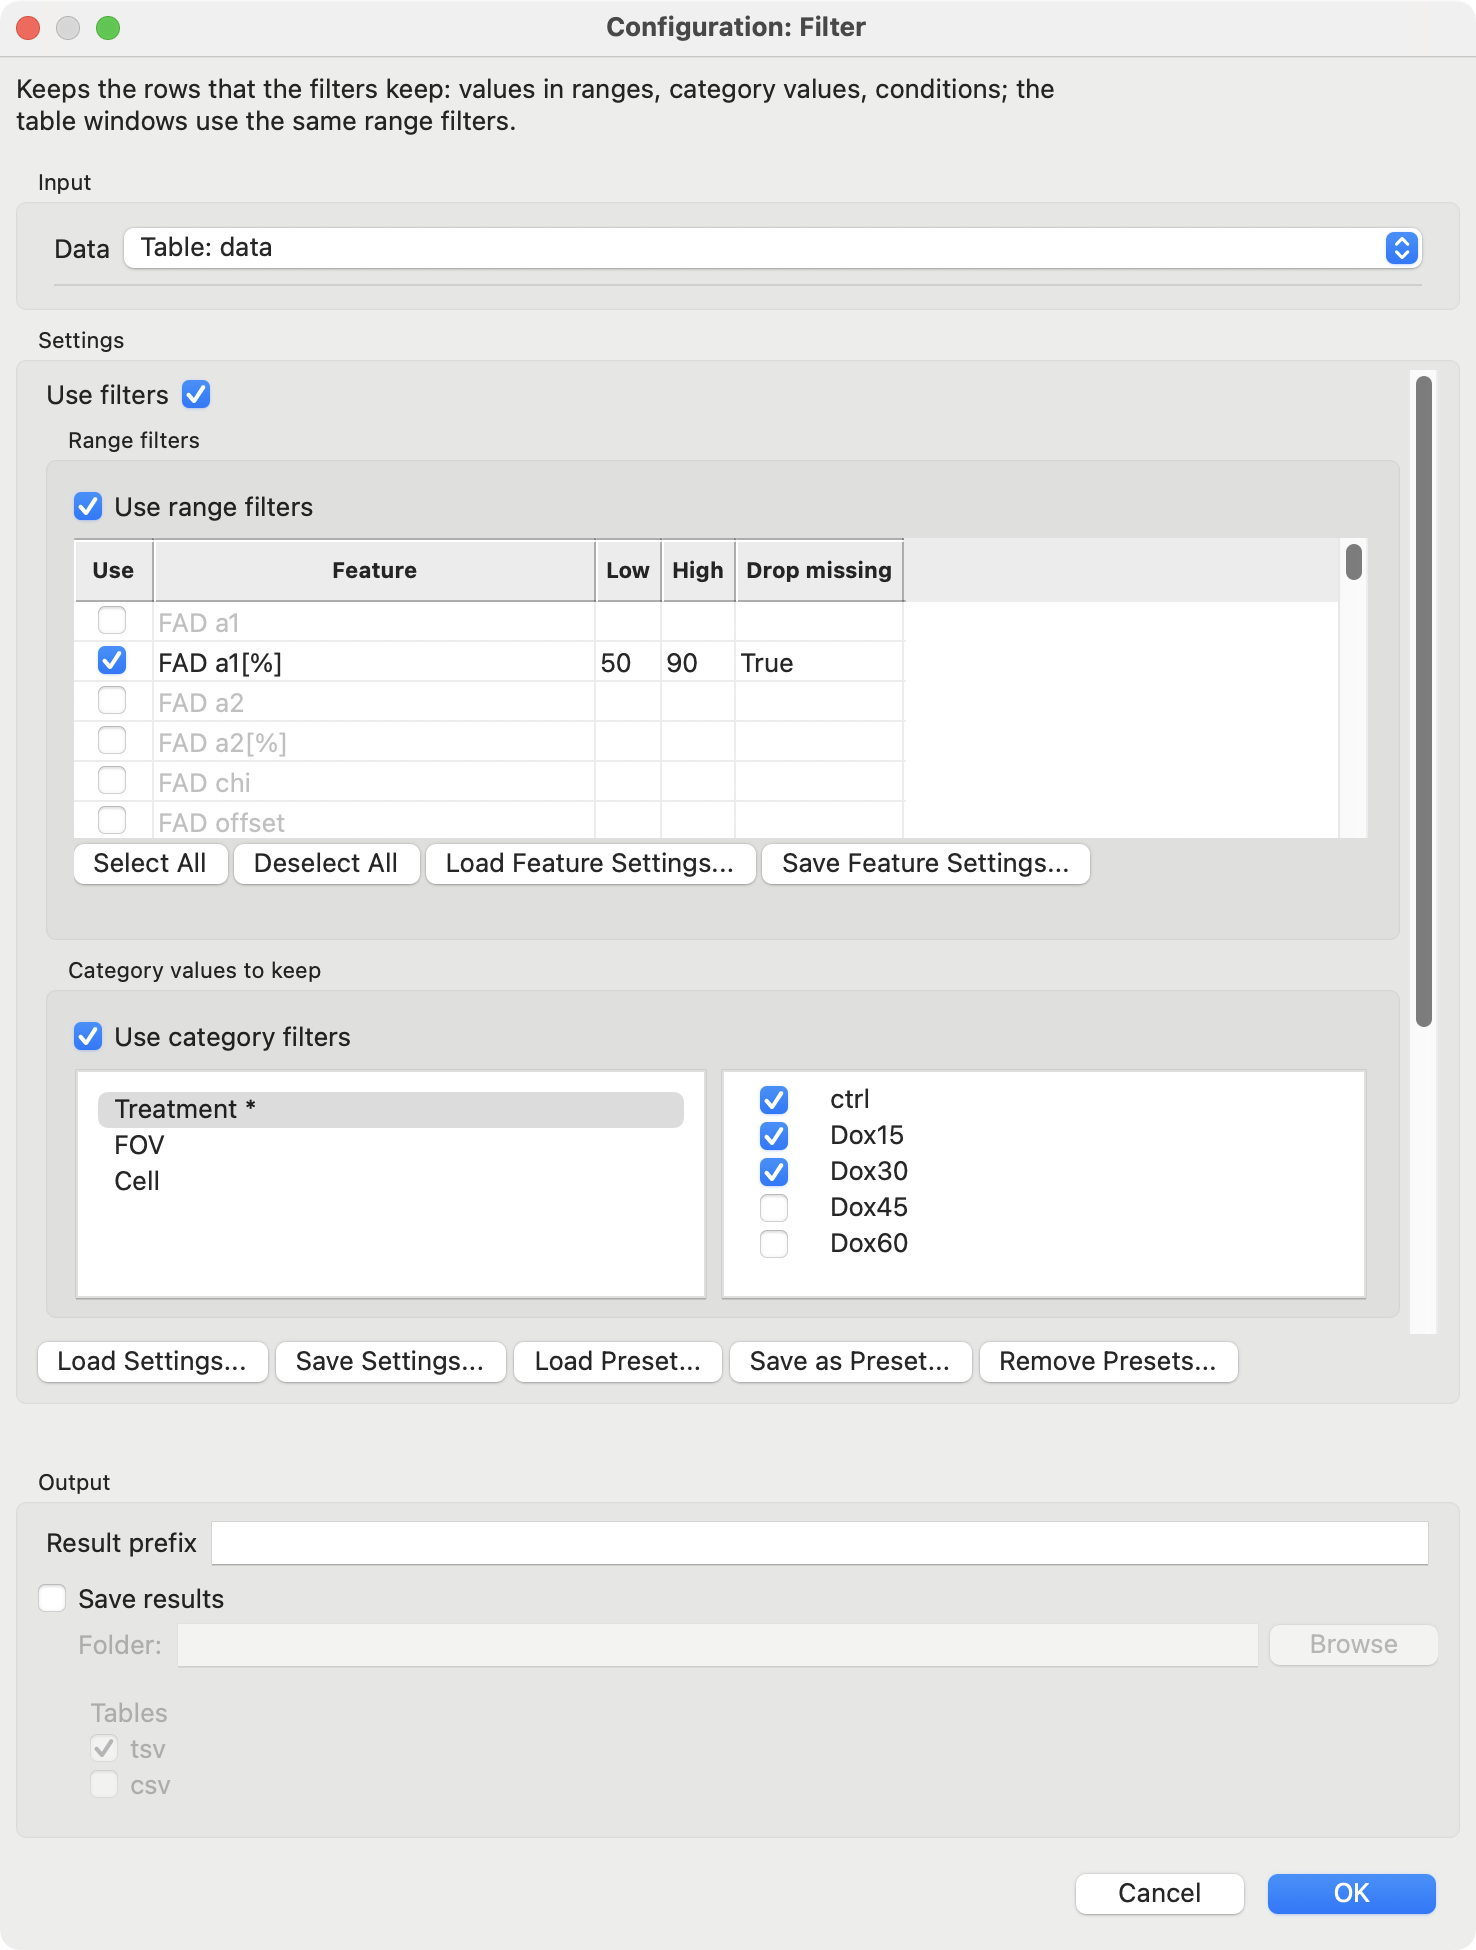 Configuration: Filter
Keeps the rows that the filters keep: values in ranges, category values, conditions; the
table windows use the same range filters.
Input
Data Table: data
Settings
Use filters
Range filters
Use range filters
Use Feature Low High Drop missing
FAD a1
FAD a1[%] 50 90 True
FAD a2
FAD a2[%]
FAD chi
FAD offset
Select All Deselect All Load Feature Settings... Save Feature Settings...
Category values to keep
Use category filters
Treatment *
FOV
Cell
ctrl
Dox15
Dox30
Dox45
Dox60
Load Settings... Save Settings... Load Preset... Save as Preset... Remove Presets...
Output
Result prefix
Save results
Folder: Browse
Tables
tsv
csv
Cancel OK